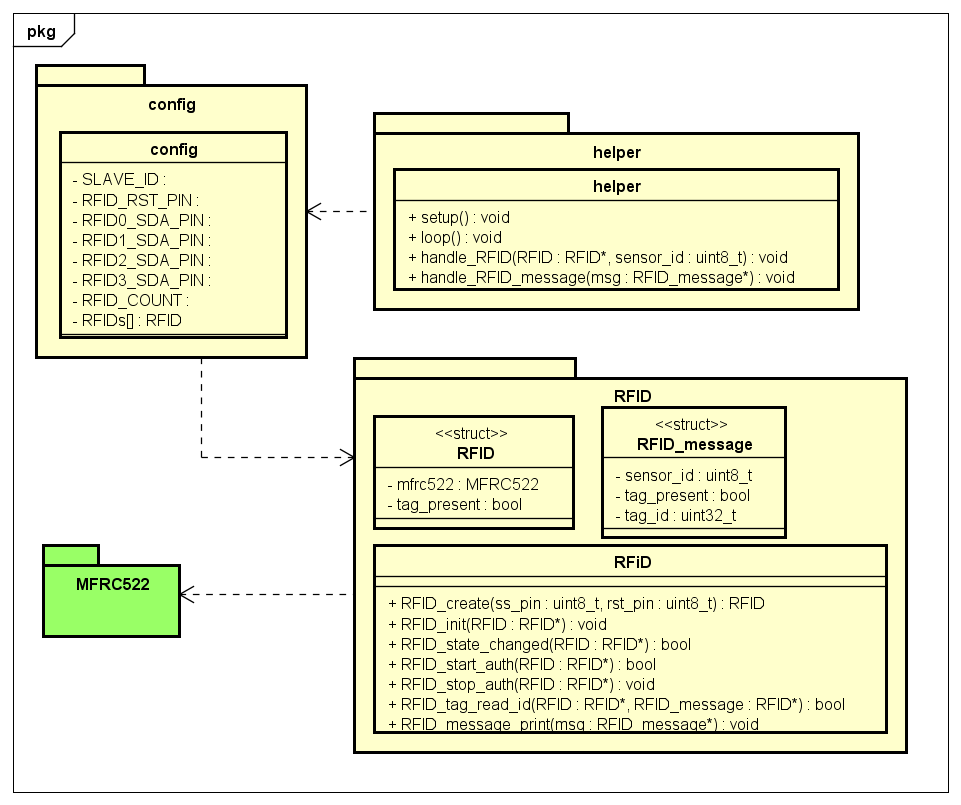 pkg
config
config
- SLAVE_ID :
- RFID_RST_PIN :
- RFID0_SDA_PIN :
- RFID1_SDA_PIN :
- RFID2_SDA_PIN :
- RFID3_SDA_PIN :
- RFID_COUNT :
- RFIDs[] : RFID
helper
helper
+ setup() : void
+ loop() : void
+ handle_RFID(RFID : RFID*, sensor_id : uint8_t) : void
+ handle_RFID_message(msg : RFID_message*) : void
RFID
<<struct>>
RFID
- mfrc522 : MFRC522
- tag_present : bool
<<struct>>
RFID_message
- sensor_id : uint8_t
- tag_present : bool
- tag_id : uint32_t
RFiD
+ RFID_create(ss_pin : uint8_t, rst_pin : uint8_t) : RFID
+ RFID_init(RFID : RFID*) : void
+ RFID_state_changed(RFID : RFID*) : bool
+ RFID_start_auth(RFID : RFID*) : bool
+ RFID_stop_auth(RFID : RFID*) : void
+ RFID_tag_read_id(RFID : RFID*, RFID_message : RFID*) : bool
+ RFID_message_print(msg : RFID_message*) : void
MFRC522